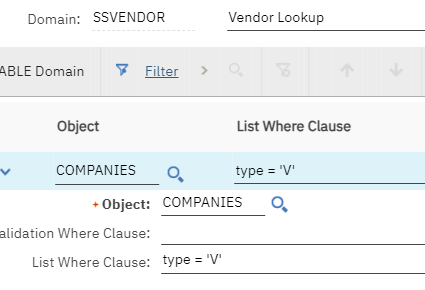 Domain: SSVENDOR Vendor Lookup
ABLE Domain Filter
Object List Where Clause
COMPANIES type = 'V'
Object: COMPANIES
alidation Where Clause:
List Where Clause: type = 'V'